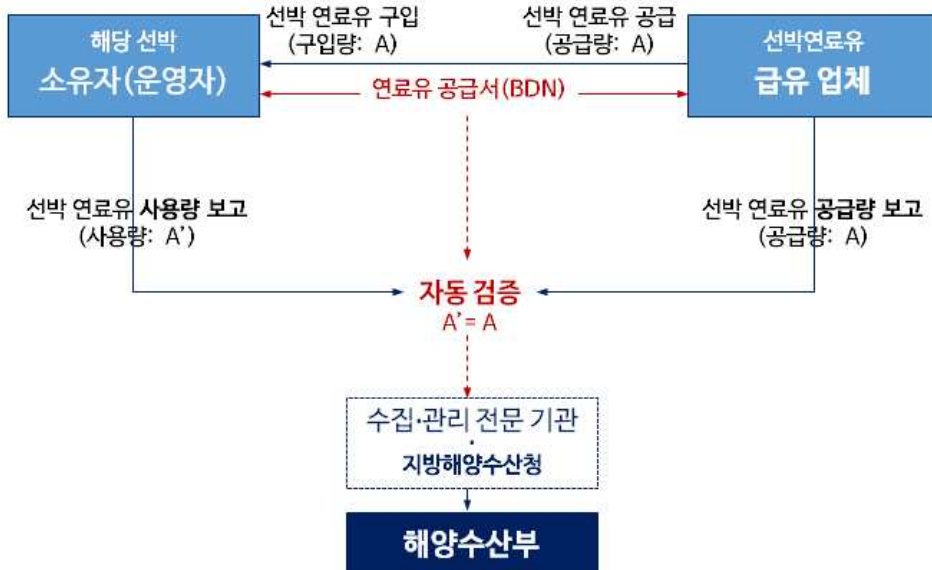 해당 선박
소유자(운영자)
선박 연료유 구입
(구입량: A)
선박 연료유 공급
(공급량: A)
선박연료유
급유 업체
연료유 공급서(BDN)
선박 연료유 사용량 보고
(사용량: A')
선박 연료유 공급량 보고
(공급량: A)
자동 검증
A'= A
수집·관리 전문 기관
·
지방해양수산청
해양수산부